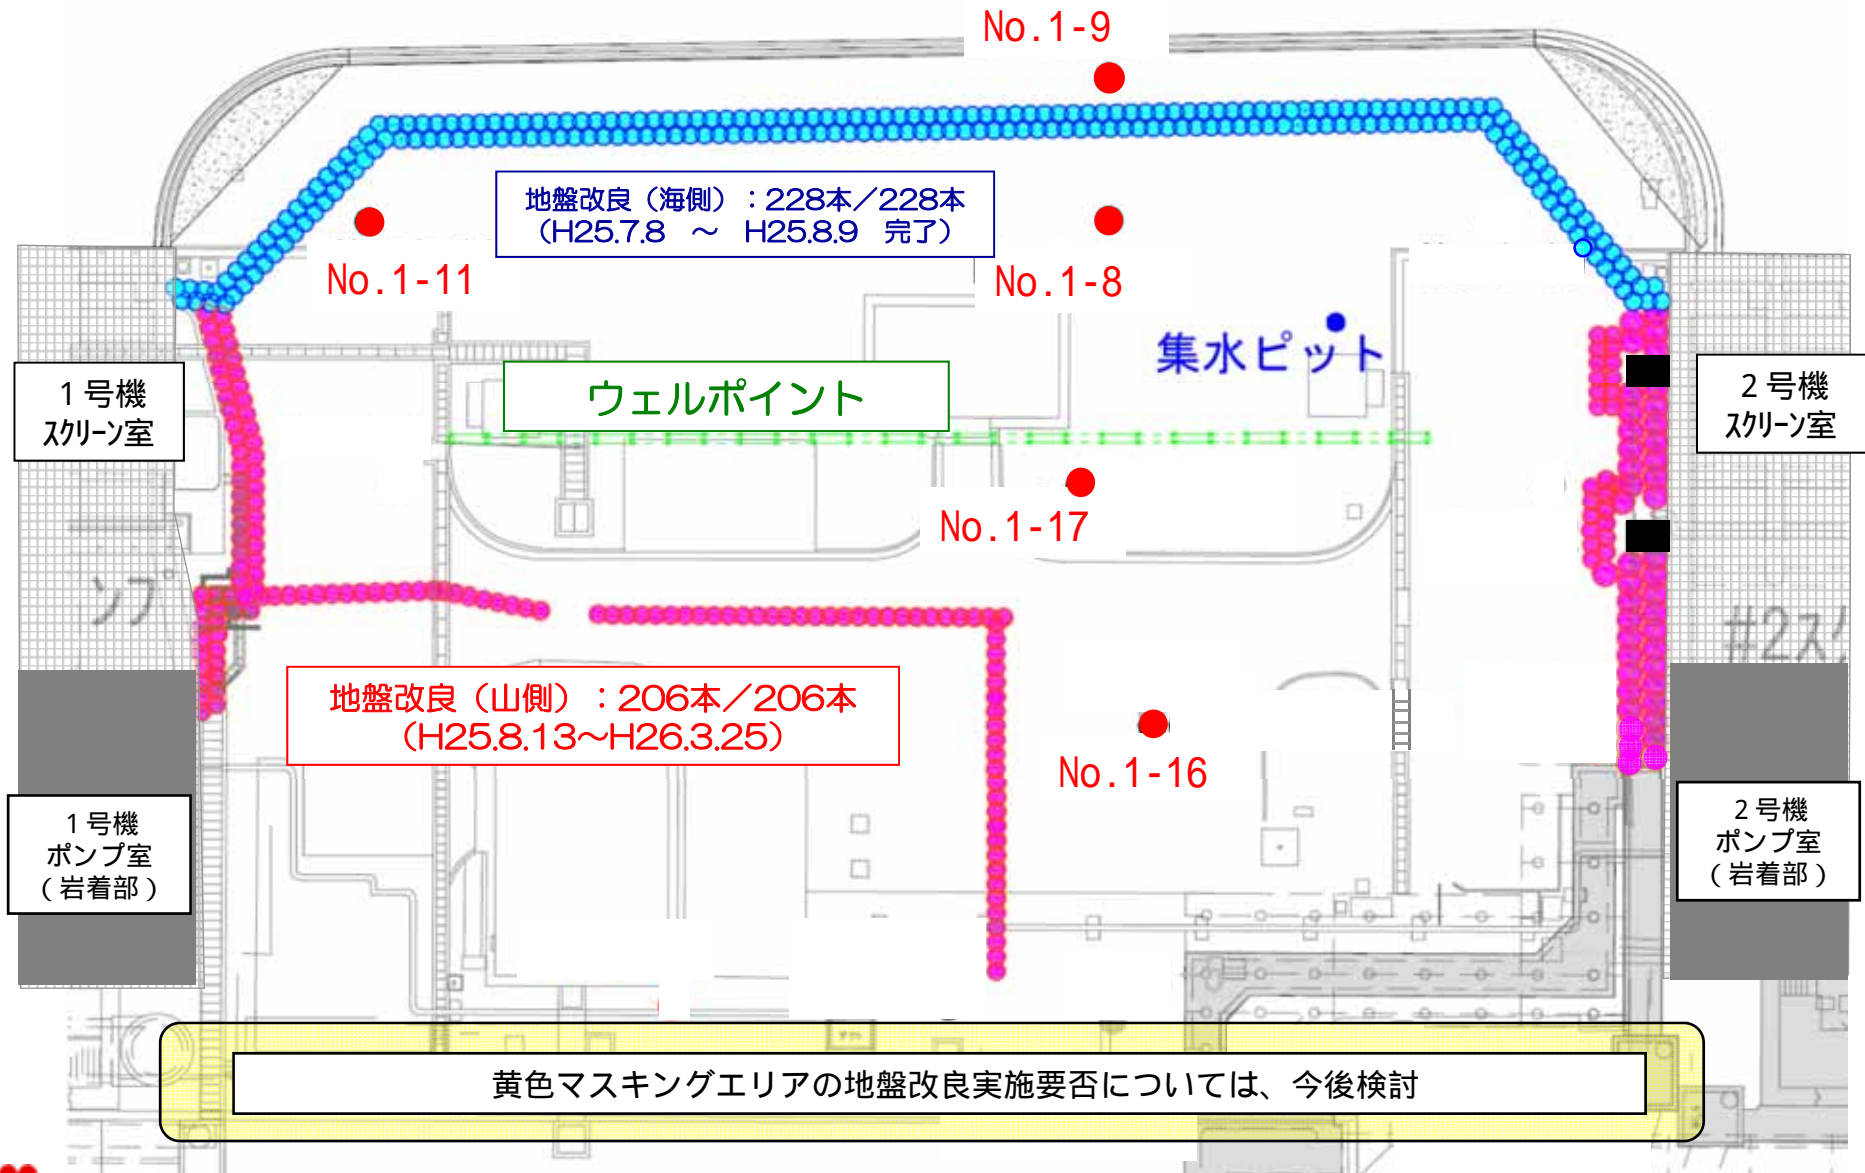 No.1-9
地盤改良（海側）：228本／228本
（H25.7.8　～　H25.8.9　完了）
No.1-11
No.1-8
集水ピット
1号機
スクリーン室
ウェルポイント
2号機
スクリーン室
No.1-17
ンプ
#2スク
地盤改良（山側）：206本／206本
（H25.8.13～H26.3.25）
No.1-16
1号機
ポンプ室
（岩着部）
2号機
ポンプ室
（岩着部）
黄色マスキングエリアの地盤改良実施要否については、今後検討